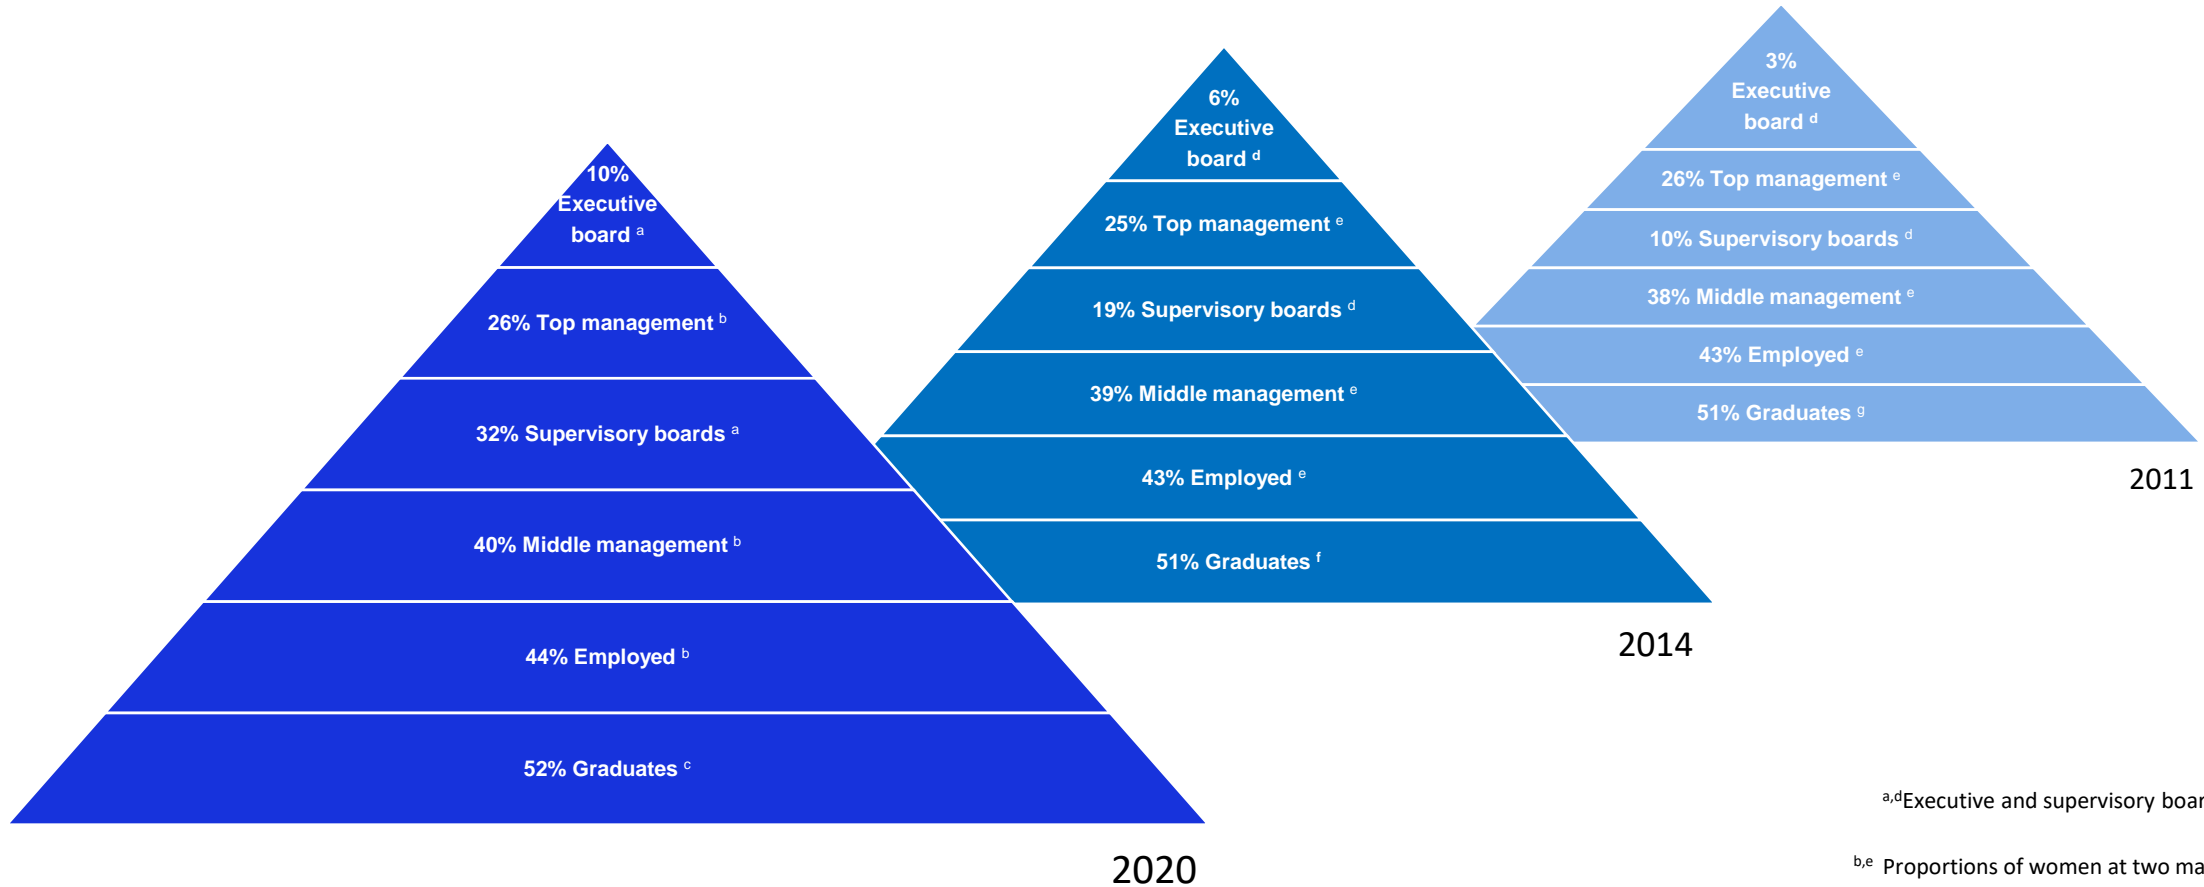 10%
Executive
board a
26% Top management b
32% Supervisory boards a
40% Middle management b
44% Employed b
52% Graduates c
2020
6%
Executive
board d
25% Top management e
19% Supervisory boards d
39% Middle management e
43% Employed e
51% Graduates f
2014
3%
Executive
board d
26% Top management e
10% Supervisory boards d
38% Middle management e
43% Employed e
51% Graduates g
2011
a,dExecutive and supervisory boar
b,e Proportions of women at two ma